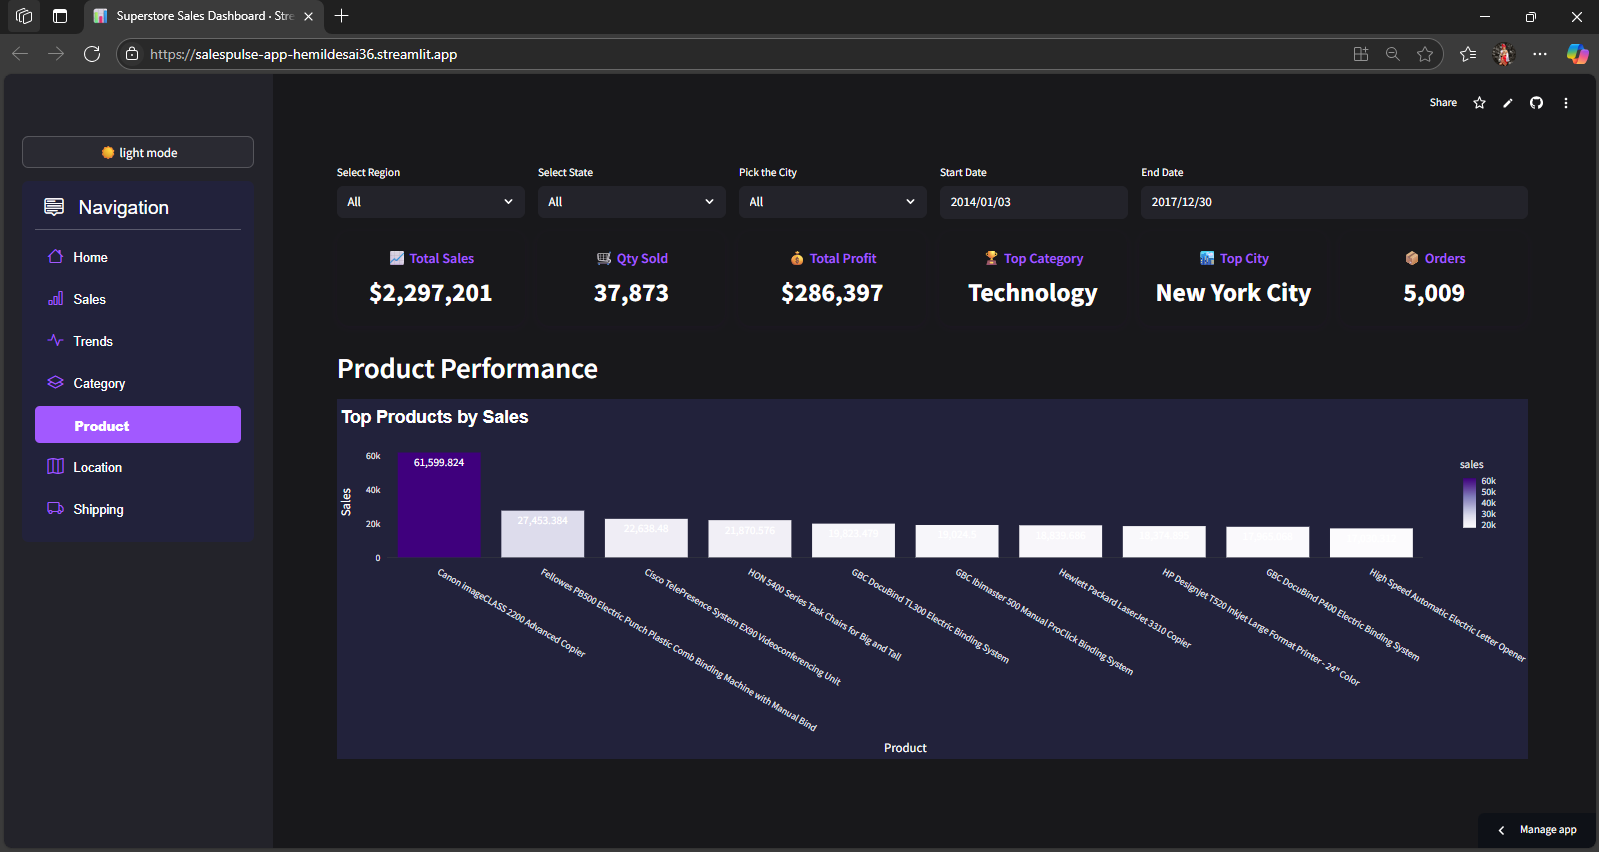 Superstore Sales Dashboard · Stre
https://salespulse-app-hemildesai36.streamlit.app
Share
light mode
Navigation
Home
Sales
Trends
Category
Product
Location
Shipping
Select Region
Select State
Pick the City
Start Date
End Date
All
All
All
2014/01/03
2017/12/30
Total Sales
Qty Sold
Total Profit
Top Category
Top City
Orders
$2,297,201
37,873
$286,397
Technology
New York City
5,009
Product Performance
Top Products by Sales
60k
40k
20k
0
Sales
61,599.824
27,453.384
22,638.48
21,870.576
sales
60k
50k
40k
30k
20k
Canon imageCLASS 2200 Advanced Copier
Fellowes PB500 Electric Punch Plastic Comb Binding Machine with Manual Bind
Cisco TelePresence System EX90 Videoconferencing Unit
HON 5400 Series Task Chairs for Big and Tall
GBC DocuBind TL300 Electric Binding System
GBC Ibimaster 500 Manual ProClick Binding System
Hewlett Packard LaserJet 3310 Copier
HP Designjet T520 Inkjet Large Format Printer - 24" Color
GBC DocuBind P400 Electric Binding System
High Speed Automatic Electric Letter Opener
Product
Manage app